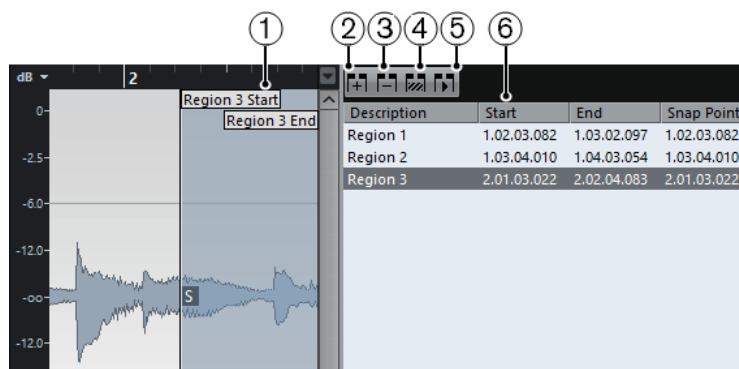 1 2 3 4 5 6
dB 2
Region 3 Start
Region 3 End
0
-2.5
-6.0
-12.0
-oo
-12.0
S
Description Start End Snap Point
Region 1 1.02.03.082 1.03.02.097 1.02.03.082
Region 2 1.03.04.010 1.04.03.054 1.03.04.010
Region 3 2.01.03.022 2.02.04.083 2.01.03.022